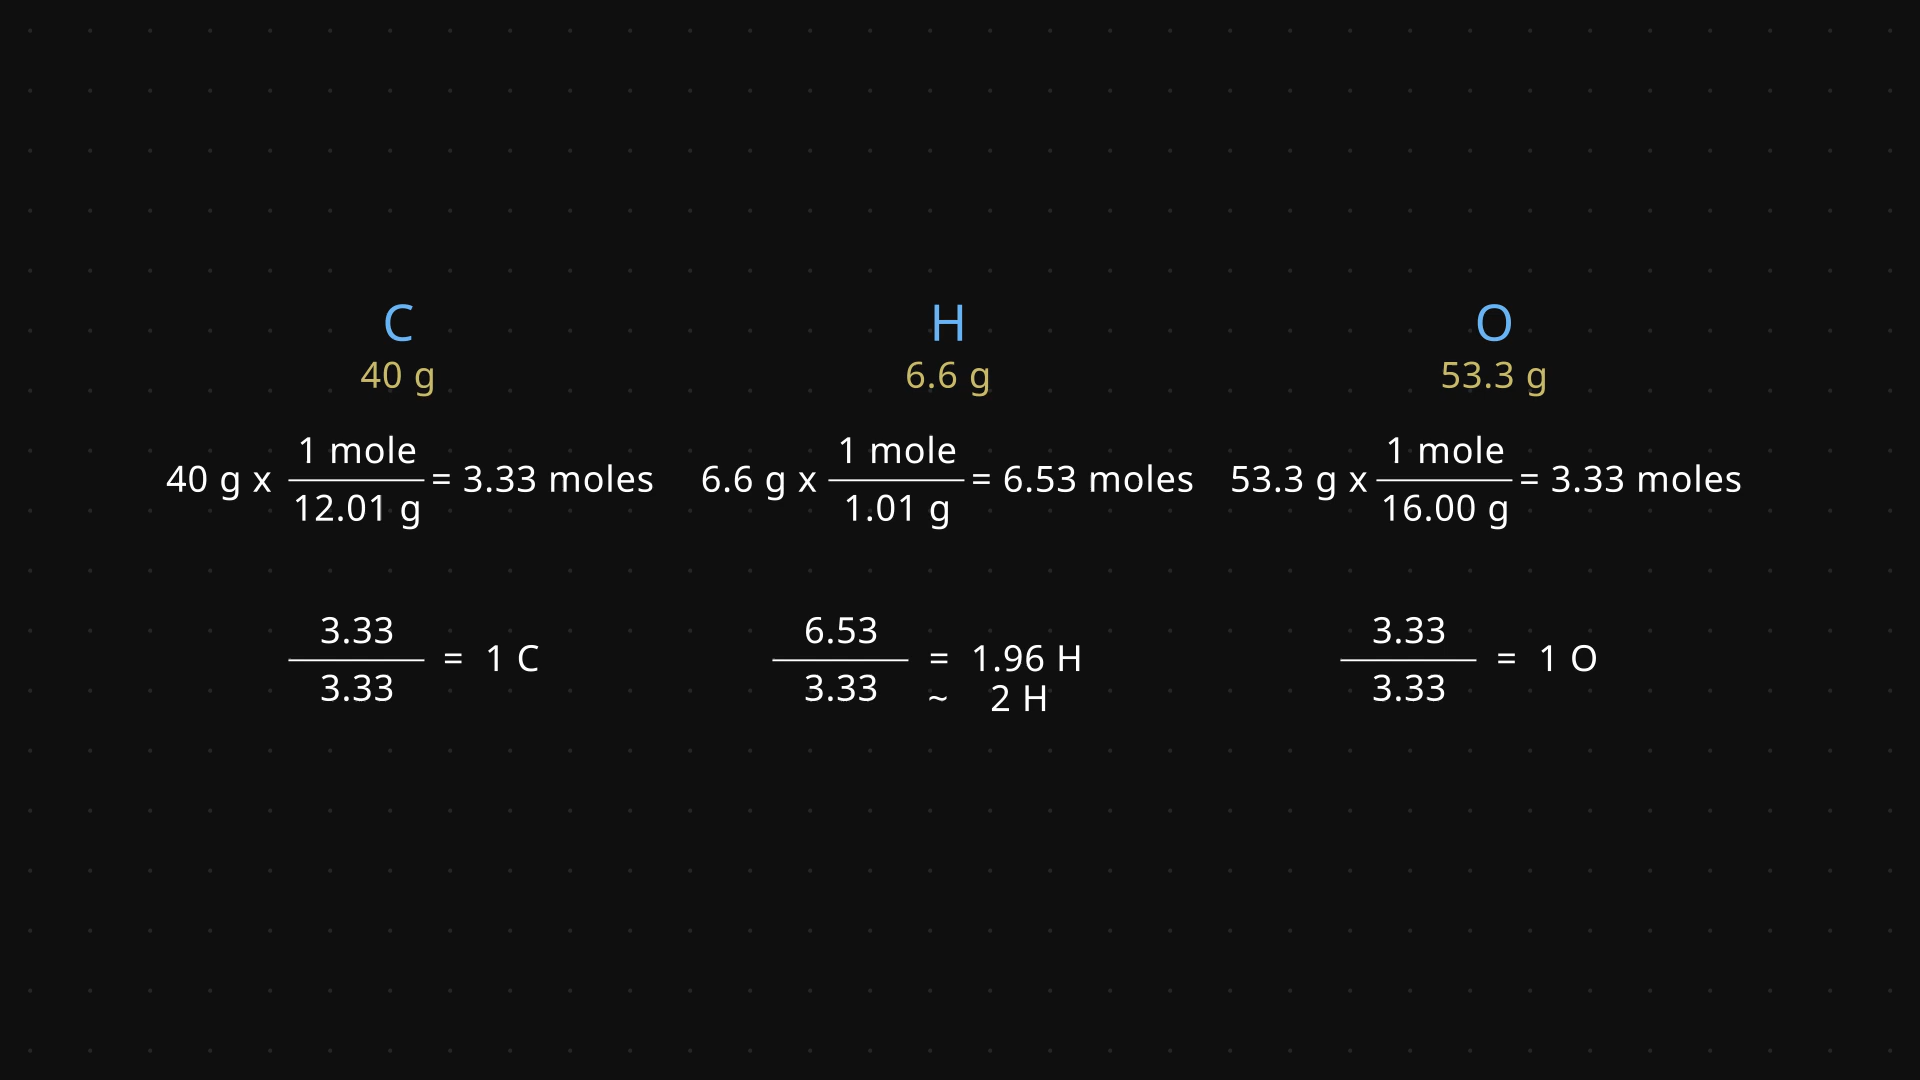 C
40 g
40 g x 1 mole / 12.01 g = 3.33 moles
3.33 / 3.33 = 1 C
H
6.6 g
6.6 g x 1 mole / 1.01 g = 6.53 moles
6.53 / 3.33 = 1.96 H
~ 2 H
O
53.3 g
53.3 g x 1 mole / 16.00 g = 3.33 moles
3.33 / 3.33 = 1 O